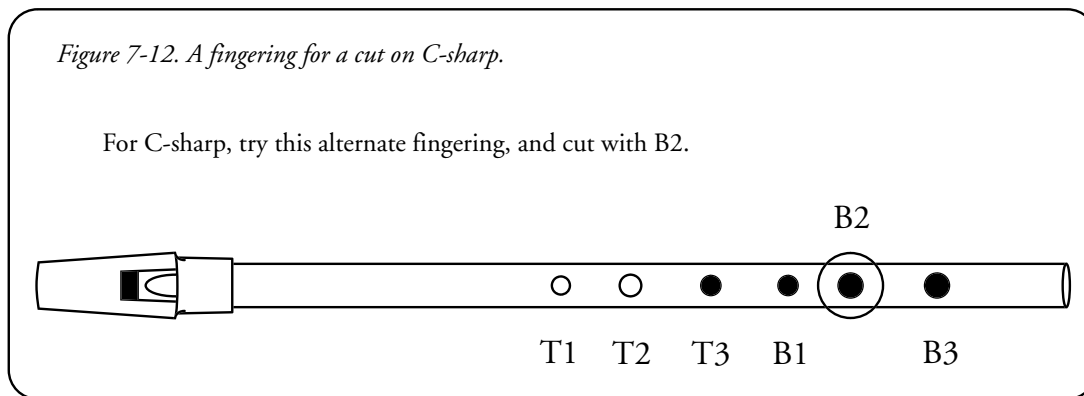 Figure 7-12. A fingering for a cut on C-sharp.
For C-sharp, try this alternate fingering, and cut with B2.
B2
T1 T2 T3 B1 B3